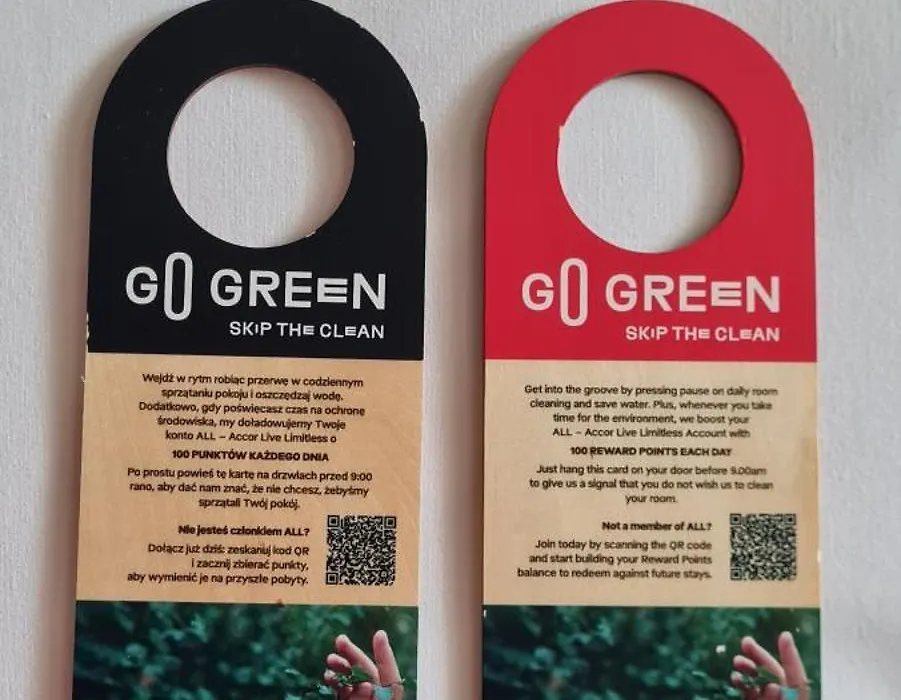 GO GREEN
SKIP THE CLEAN
Wejdź w rytm robiąc przerwę w codziennym
sprzątaniu pokoju i oszczędzaj wodę.
Dodatkowo, gdy poświęcasz czas na ochronę
środowiska, my doładowujemy Twoje
konto ALL – Accor Live Limitless o
100 PUNKTÓW KAŻDEGO DNIA
Po prostu powieś tę kartę na drzwiach przed 9:00
rano, aby dać nam znać, że nie chcesz, żebyśmy
sprzątali Twój pokój.
Nie jesteś członkiem ALL?
Dołącz już dziś: zeskanuj kod QR
i zacznij zbierać punkty,
aby wymienić je na przyszłe pobyty.
GO GREEN
SKIP THE CLEAN
Get into the groove by pressing pause on daily room
cleaning and save water. Plus, whenever you take
time for the environment, we boost your
ALL – Accor Live Limitless Account with
100 REWARD POINTS EACH DAY
Just hang this card on your door before 9.00am
to give us a signal that you do not wish us to clean
your room.
Not a member of ALL?
Join today by scanning the QR code
and start building your Reward Points
balance to redeem against future stays.